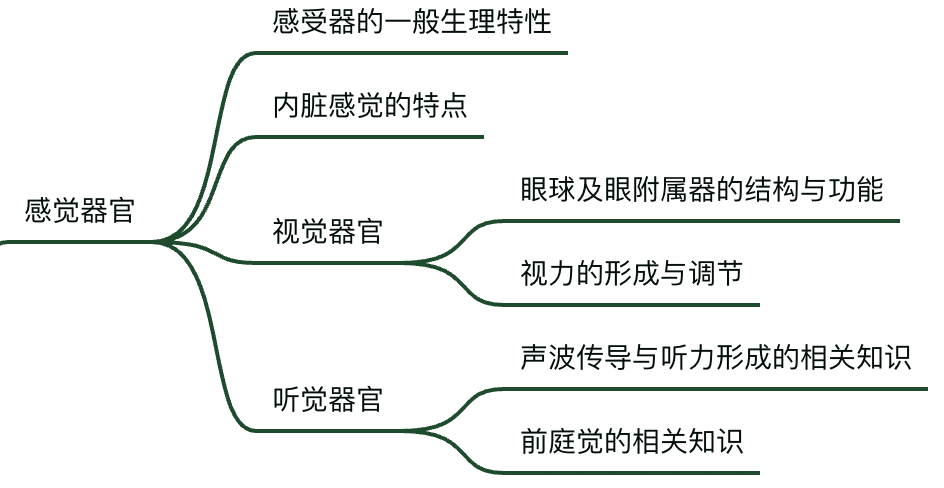 感受器的一般生理特性
内脏感觉的特点
眼球及眼附属器的结构与功能
感觉器官
视觉器官
视力的形成与调节
声波传导与听力形成的相关知识
听觉器官
前庭觉的相关知识